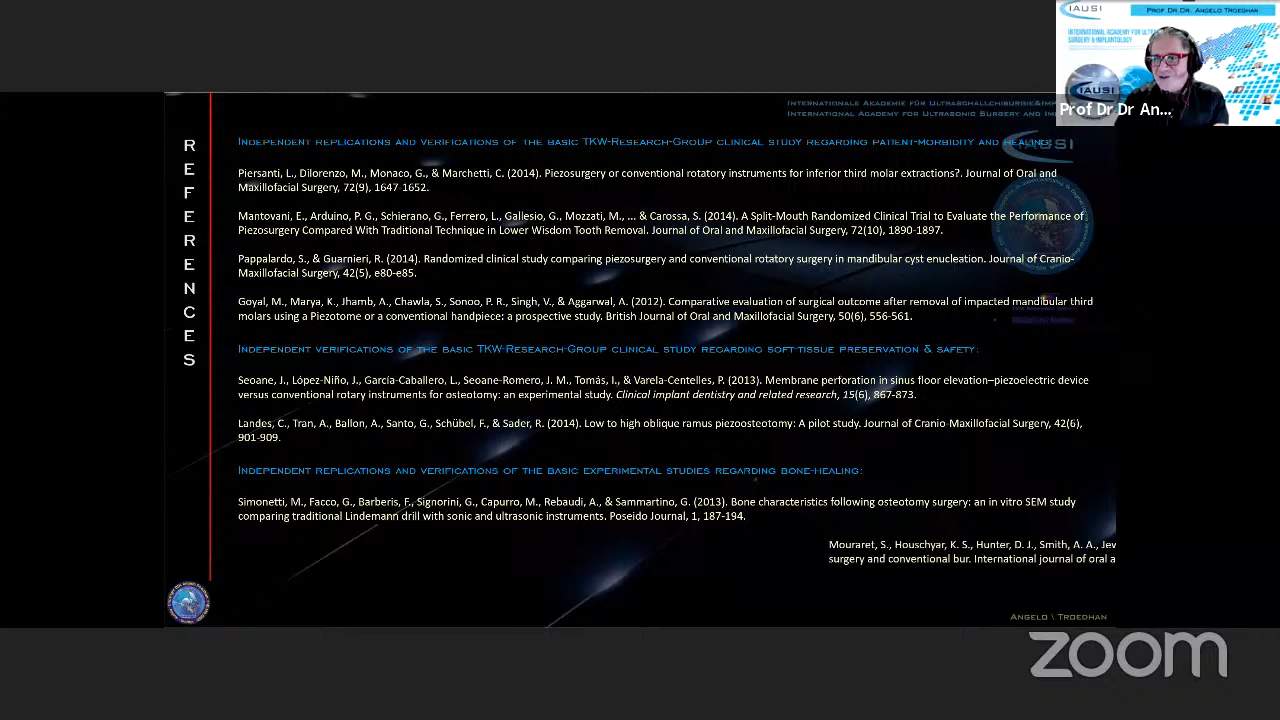 IAUSI
PROF DR.DR. ANGELO TROEDHAN
INTERNATIONAL ACADEMY FOR ULTR
SURGERY & IMPLANTOLOGY
IAUSI
Prof Dr Dr An...
INTERNATIONALE AKADEMIE FÜR ULTRASCHALLCHIRURGIE&IMP
INTERNATIONAL ACADEMY FOR ULTRASONIC SURGERY AND IM
IAUSI
REFERENCES
INDEPENDENT REPLICATIONS AND VERIFICATIONS OF THE BASIC TKW-RESEARCH-GROUP CLINICAL STUDY REGARDING PATIENT-MORBIDITY AND HEALING:
Piersanti, L., Dilorenzo, M., Monaco, G., & Marchetti, C. (2014). Piezosurgery or conventional rotatory instruments for inferior third molar extractions?. Journal of Oral and
Maxillofacial Surgery, 72(9), 1647-1652.
Mantovani, E., Arduino, P. G., Schierano, G., Ferrero, L., Gallesio, G., Mozzati, M., ... & Carossa, S. (2014). A Split-Mouth Randomized Clinical Trial to Evaluate the Performance of
Piezosurgery Compared With Traditional Technique in Lower Wisdom Tooth Removal. Journal of Oral and Maxillofacial Surgery, 72(10), 1890-1897.
Pappalardo, S., & Guarnieri, R. (2014). Randomized clinical study comparing piezosurgery and conventional rotatory surgery in mandibular cyst enucleation. Journal of Cranio-
Maxillofacial Surgery, 42(5), e80-e85.
Goyal, M., Marya, K., Jhamb, A., Chawla, S., Sonoo, P. R., Singh, V., & Aggarwal, A. (2012). Comparative evaluation of surgical outcome after removal of impacted mandibular third
molars using a Piezotome or a conventional handpiece: a prospective study. British Journal of Oral and Maxillofacial Surgery, 50(6), 556-561.
INDEPENDENT VERIFICATIONS OF THE BASIC TKW-RESEARCH-GROUP CLINICAL STUDY REGARDING SOFT-TISSUE PRESERVATION & SAFETY:
Seoane, J., López-Niño, J., García-Caballero, L., Seoane-Romero, J. M., Tomás, I., & Varela-Centelles, P. (2013). Membrane perforation in sinus floor elevation–piezoelectric device
versus conventional rotary instruments for osteotomy: an experimental study. Clinical implant dentistry and related research, 15(6), 867-873.
Landes, C., Tran, A., Ballon, A., Santo, G., Schübel, F., & Sader, R. (2014). Low to high oblique ramus piezoosteotomy: A pilot study. Journal of Cranio-Maxillofacial Surgery, 42(6),
901-909.
INDEPENDENT REPLICATIONS AND VERIFICATIONS OF THE BASIC EXPERIMENTAL STUDIES REGARDING BONE-HEALING:
Simonetti, M., Facco, G., Barberis, F., Signorini, G., Capurro, M., Rebaudi, A., & Sammartino, G. (2013). Bone characteristics following osteotomy surgery: an in vitro SEM study
comparing traditional Lindemann drill with sonic and ultrasonic instruments. Poseido Journal, 1, 187-194.
Mouraret, S., Houschyar, K. S., Hunter, D. J., Smith, A. A., Jew
surgery and conventional bur. International journal of oral a
ANGELO \ TROEDHAN
zoom